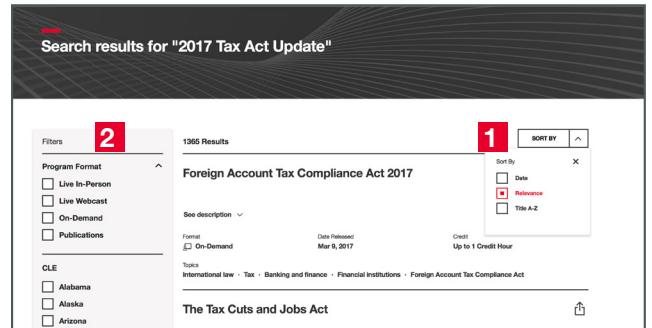 Search results for "2017 Tax Act Update"
Filters
2
1365 Results
1
SORT BY
Sort By
Date
Relevance
Title A-Z
Program Format
Live In-Person
Live Webcast
On-Demand
Publications
CLE
Alabama
Alaska
Arizona
Foreign Account Tax Compliance Act 2017
See description
Format
Date Released
Credit
On-Demand
Mar 9, 2017
Up to 1 Credit Hour
Topics
International law · Tax · Banking and finance · Financial institutions · Foreign Account Tax Compliance Act
The Tax Cuts and Jobs Act